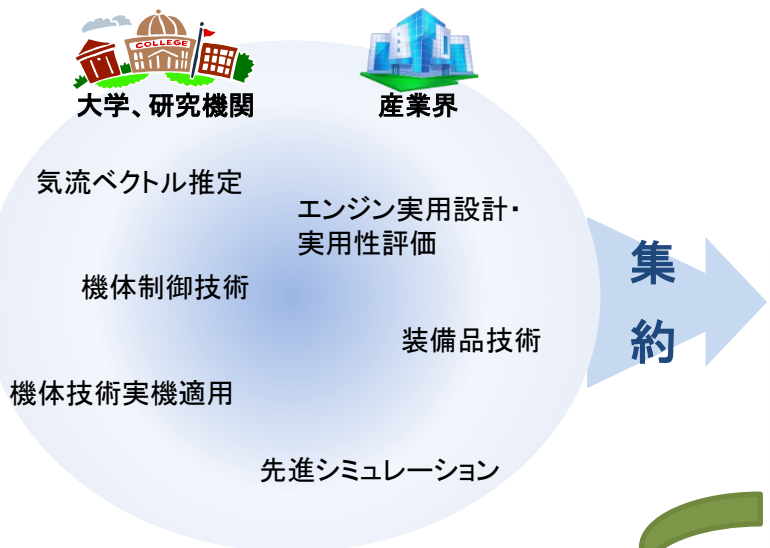 COLLEGE
大学、研究機関
産業界
気流ベクトル推定
エンジン実用設計・
実用性評価
機体制御技術
装備品技術
機体技術実機適用
先進シミュレーション
集
約